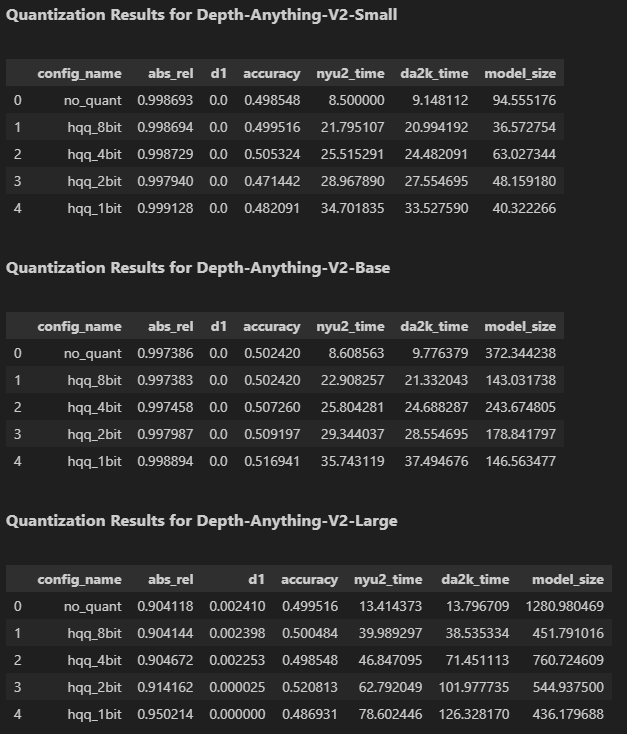 Quantization Results for Depth-Anything-V2-Small
config_name abs_rel d1 accuracy nyu2_time da2k_time model_size
0 no_quant 0.998693 0.0 0.498548 8.500000 9.148112 94.555176
1 hqq_8bit 0.998694 0.0 0.499516 21.795107 20.994192 36.572754
2 hqq_4bit 0.998729 0.0 0.505324 25.515291 24.482091 63.027344
3 hqq_2bit 0.997940 0.0 0.471442 28.967890 27.554695 48.159180
4 hqq_1bit 0.999128 0.0 0.482091 34.701835 33.527590 40.322266
Quantization Results for Depth-Anything-V2-Base
config_name abs_rel d1 accuracy nyu2_time da2k_time model_size
0 no_quant 0.997386 0.0 0.502420 8.608563 9.776379 372.344238
1 hqq_8bit 0.997383 0.0 0.502420 22.908257 21.332043 143.031738
2 hqq_4bit 0.997458 0.0 0.507260 25.804281 24.688287 243.674805
3 hqq_2bit 0.997987 0.0 0.509197 29.344037 28.554695 178.841797
4 hqq_1bit 0.998894 0.0 0.516941 35.743119 37.494676 146.563477
Quantization Results for Depth-Anything-V2-Large
config_name abs_rel d1 accuracy nyu2_time da2k_time model_size
0 no_quant 0.904118 0.002410 0.499516 13.414373 13.796709 1280.980469
1 hqq_8bit 0.904144 0.002398 0.500484 39.989297 38.535334 451.791016
2 hqq_4bit 0.904672 0.002253 0.498548 46.847095 71.451113 760.724609
3 hqq_2bit 0.914162 0.000025 0.520813 62.792049 101.977735 544.937500
4 hqq_1bit 0.950214 0.000000 0.486931 78.602446 126.328170 436.179688